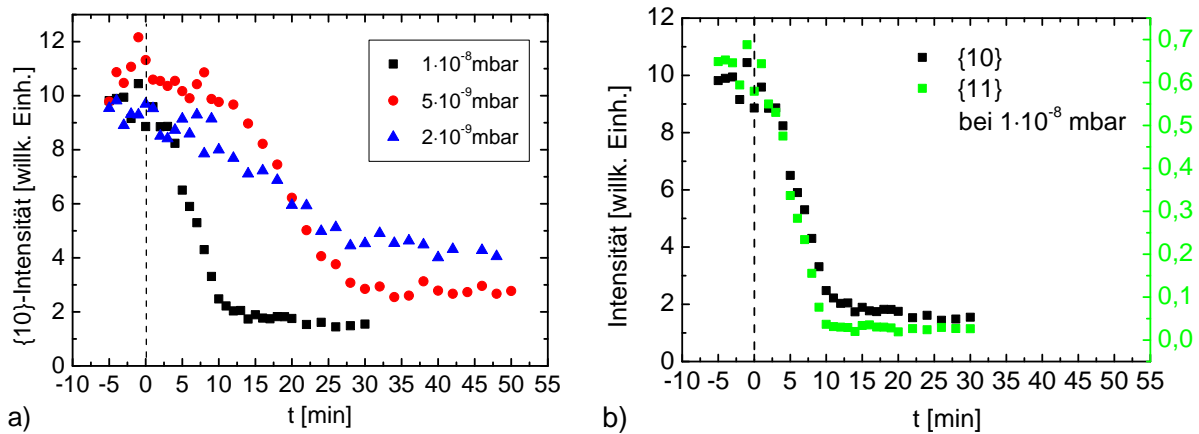 12
10
8
6
4
2
0
{10}-Intensität [willk. Einh.]
1·10-8mbar
5·10-9mbar
2·10-9mbar
-10 -5 0 5 10 15 20 25 30 35 40 45 50 55
t [min]
a)
12
10
8
6
4
2
0
Intensität [willk. Einh.]
{10}
{11}
bei 1·10-8 mbar
0,7
0,6
0,5
0,4
0,3
0,2
0,1
0,0
-10 -5 0 5 10 15 20 25 30 35 40 45 50 55
t [min]
b)